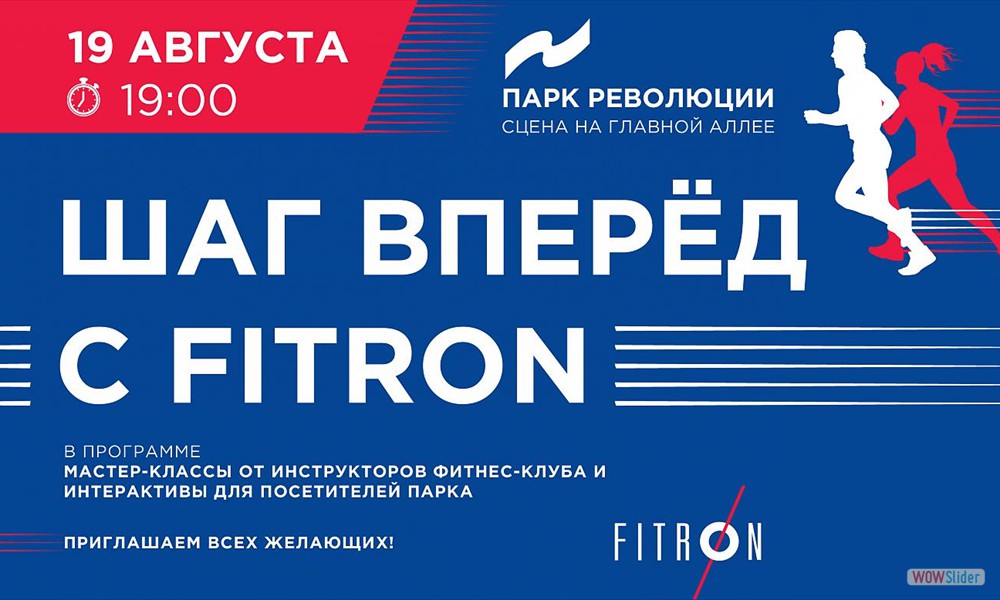 19 АВГУСТА
19:00
ПАРК РЕВОЛЮЦИИ
СЦЕНА НА ГЛАВНОЙ АЛЛЕЕ
ШАГ ВПЕРЁД
С FITRON
В ПРОГРАММЕ
МАСТЕР-КЛАССЫ ОТ ИНСТРУКТОРОВ ФИТНЕС-КЛУБА И
ИНТЕРАКТИВЫ ДЛЯ ПОСЕТИТЕЛЕЙ ПАРКА
ПРИГЛАШАЕМ ВСЕХ ЖЕЛАЮЩИХ!
FITRON
WOWSlider